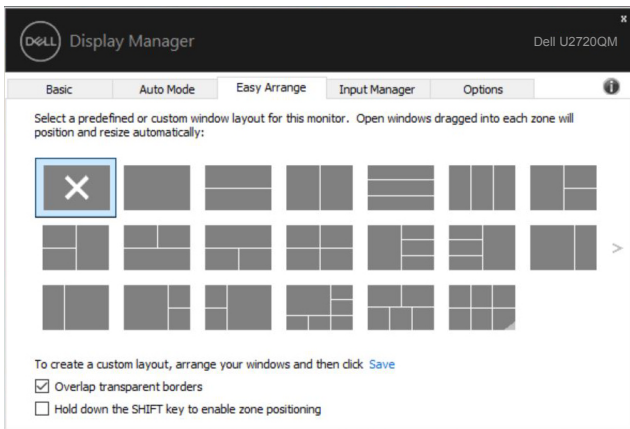 x
DELL Display Manager
Dell U2720QM
Basic Auto Mode Easy Arrange Input Manager Options
Select a predefined or custom window layout for this monitor. Open windows dragged into each zone will
position and resize automatically:
To create a custom layout, arrange your windows and then click Save
Overlap transparent borders
Hold down the SHIFT key to enable zone positioning